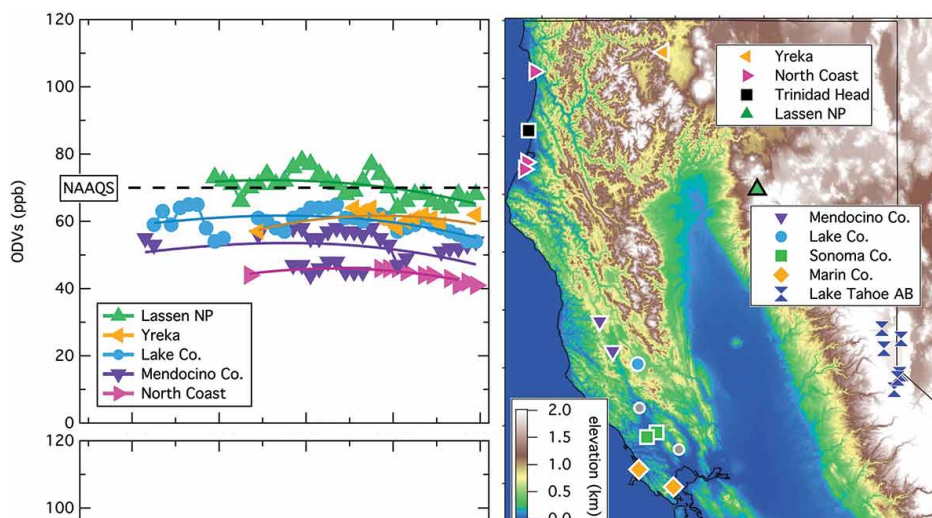 120
100
80
NAAQS
60
40
20
0
ODVs (ppb)
Lassen NP
Yreka
Lake Co.
Mendocino Co.
North Coast
120
100
Yreka
North Coast
Trinidad Head
Lassen NP
Mendocino Co.
Lake Co.
Sonoma Co.
Marin Co.
Lake Tahoe AB
2.0
1.5
1.0
0.5
0.0
elevation (km)